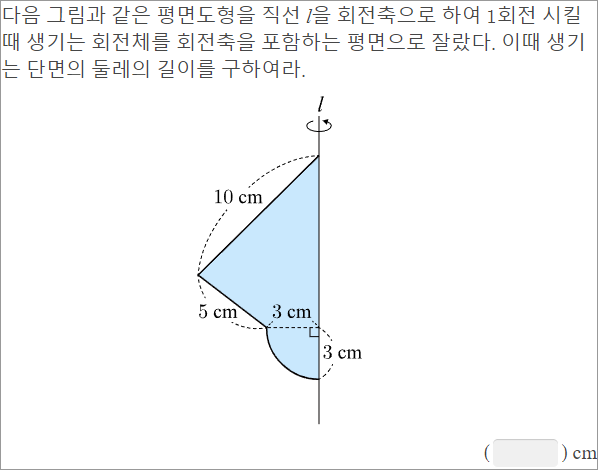 다음 그림과 같은 평면도형을 직선 l을 회전축으로 하여 1회전 시킬
때 생기는 회전체를 회전축을 포함하는 평면으로 잘랐다. 이때 생기
는 단면의 둘레의 길이를 구하여라.
l
10 cm
5 cm
3 cm
3 cm
( ) cm